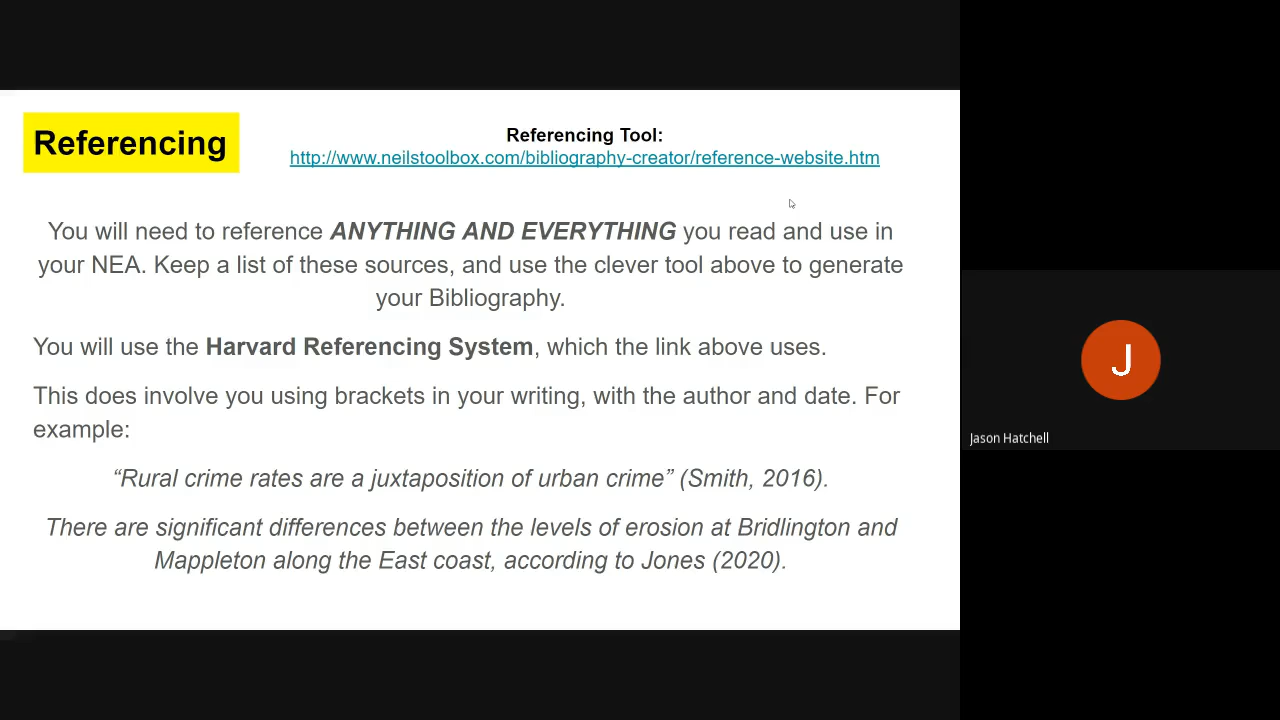 Referencing
Referencing Tool:
http://www.neilstoolbox.com/bibliography-creator/reference-website.htm
You will need to reference ANYTHING AND EVERYTHING you read and use in
your NEA. Keep a list of these sources, and use the clever tool above to generate
your Bibliography.
You will use the Harvard Referencing System, which the link above uses.
This does involve you using brackets in your writing, with the author and date. For
example:
“Rural crime rates are a juxtaposition of urban crime” (Smith, 2016).
There are significant differences between the levels of erosion at Bridlington and
Mappleton along the East coast, according to Jones (2020).
J
Jason Hatchell